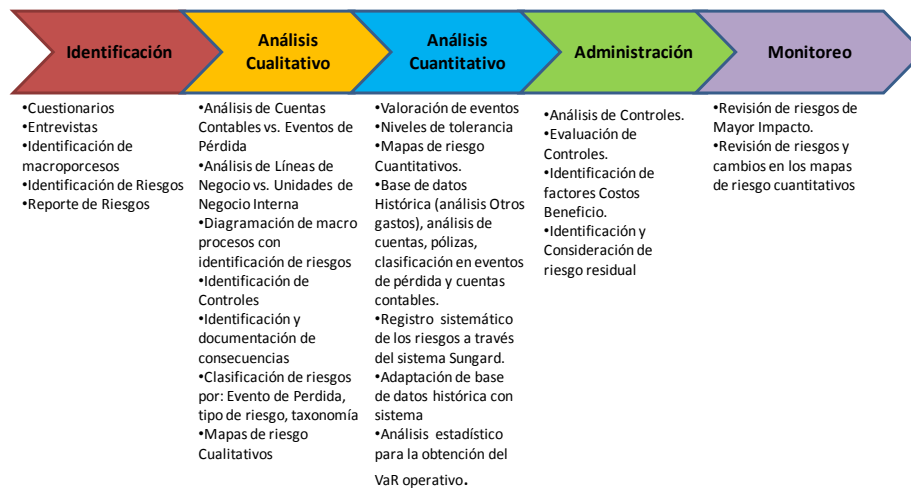 Identificación
Análisis
Cualitativo
Análisis
Cuantitativo
Administración
Monitoreo
•Cuestionarios
•Entrevistas
•Identificación de
macroporcesos
•Identificación de Riesgos
•Reporte de Riesgos
•Análisis de Cuentas
Contables vs. Eventos de
Pérdida
•Análisis de Líneas de
Negocio vs. Unidades de
Negocio Interna
•Diagramación de macro
procesos con
identificación de riesgos
•Identificación de
Controles
•Identificación y
documentación de
consecuencias
•Clasificación de riesgos
por: Evento de Perdida,
tipo de riesgo, taxonomía
•Mapas de riesgo
Cualitativos
•Valoración de eventos
•Niveles de tolerancia
•Mapas de riesgo
Cuantitativos.
•Base de datos
Histórica (análisis Otros
gastos), análisis de
cuentas, pólizas,
clasificación en eventos
de pérdida y cuentas
contables.
•Registro sistemático
de los riesgos a través
del sistema Sungard.
•Adaptación de base
de datos histórica con
sistema
•Análisis estadístico
para la obtención del
VaR operativo.
•Análisis de Controles.
•Evaluación de
Controles.
•Identificación de
factores Costos
Beneficio.
•Identificación y
Consideración de
riesgo residual
•Revisión de riesgos de
Mayor Impacto.
•Revisión de riesgos y
cambios en los mapas
de riesgo cuantitativos